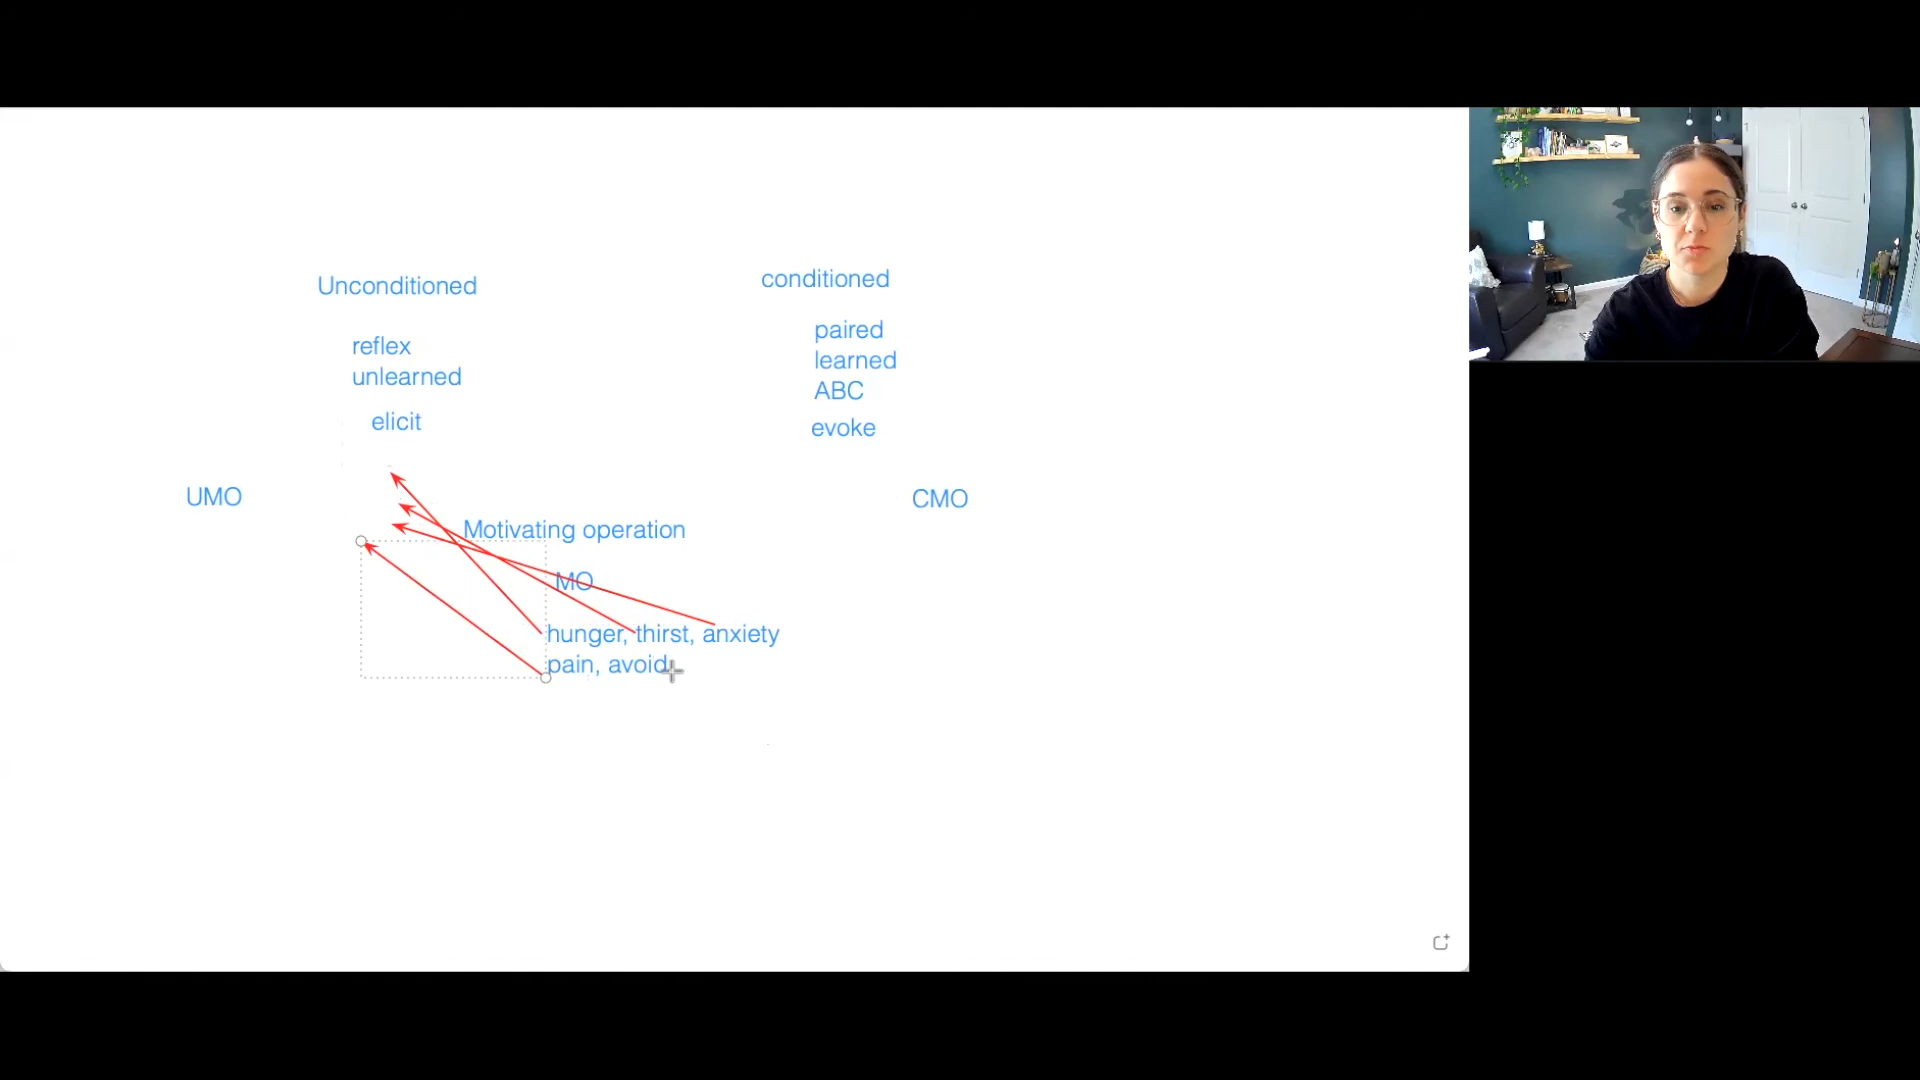 Unconditioned
reflex
unlearned
elicit
conditioned
paired
learned
ABC
evoke
UMO
CMO
Motivating operation
MO
hunger, thirst, anxiety
pain, avoid